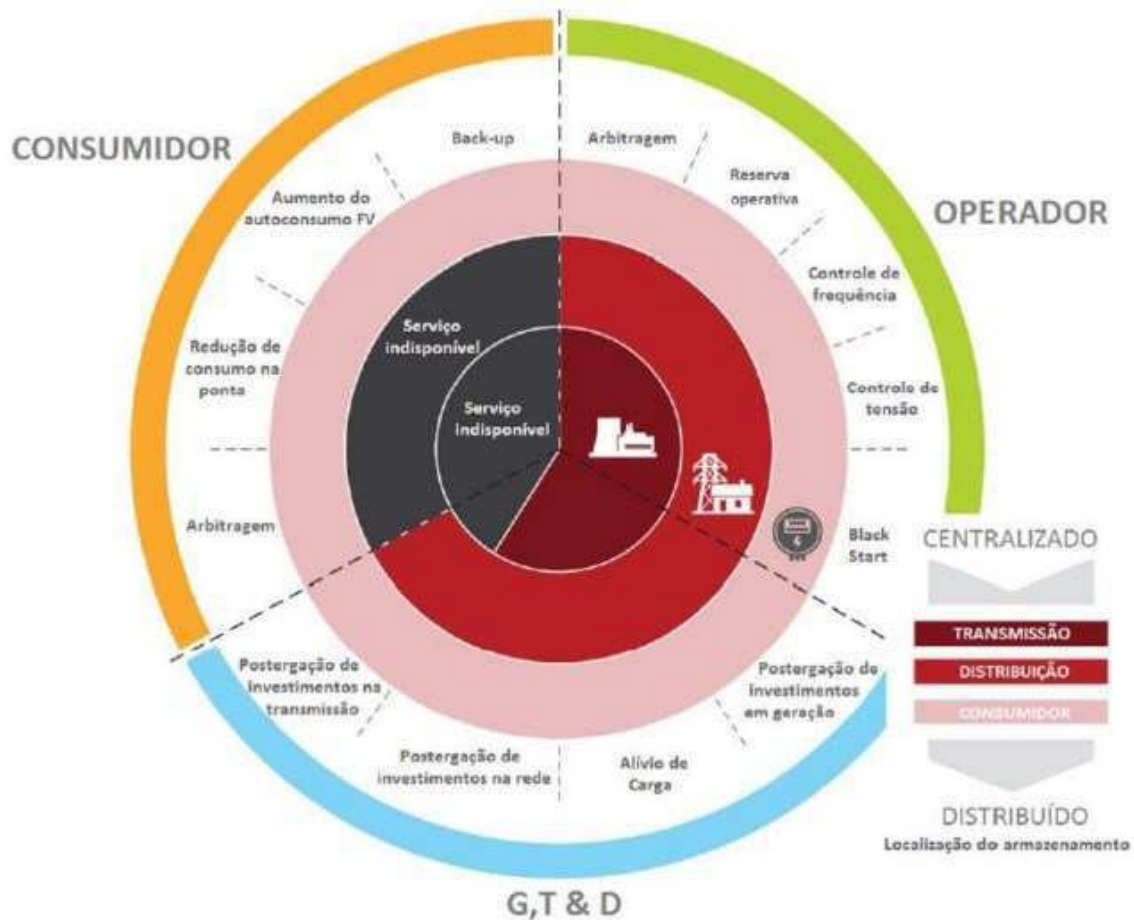 CONSUMIDOR
Back-up
Aumento do
autoconsumo FV
Redução de
consumo na
ponta
Arbitragem
Serviço
indisponível
Serviço
indisponível
Arbitragem
Reserva
operativa
OPERADOR
Controle de
frequência
Controle de
tensão
Black
Start
Postergação de
investimentos na
transmissão
Postergação de
investimentos na rede
Alívio de
Carga
Postergação de
investimentos
em geração
G,T & D
CENTRALIZADO
TRANSMISSÃO
DISTRIBUIÇÃO
CONSUMIDOR
DISTRIBUÍDO
Localização do armazenamento